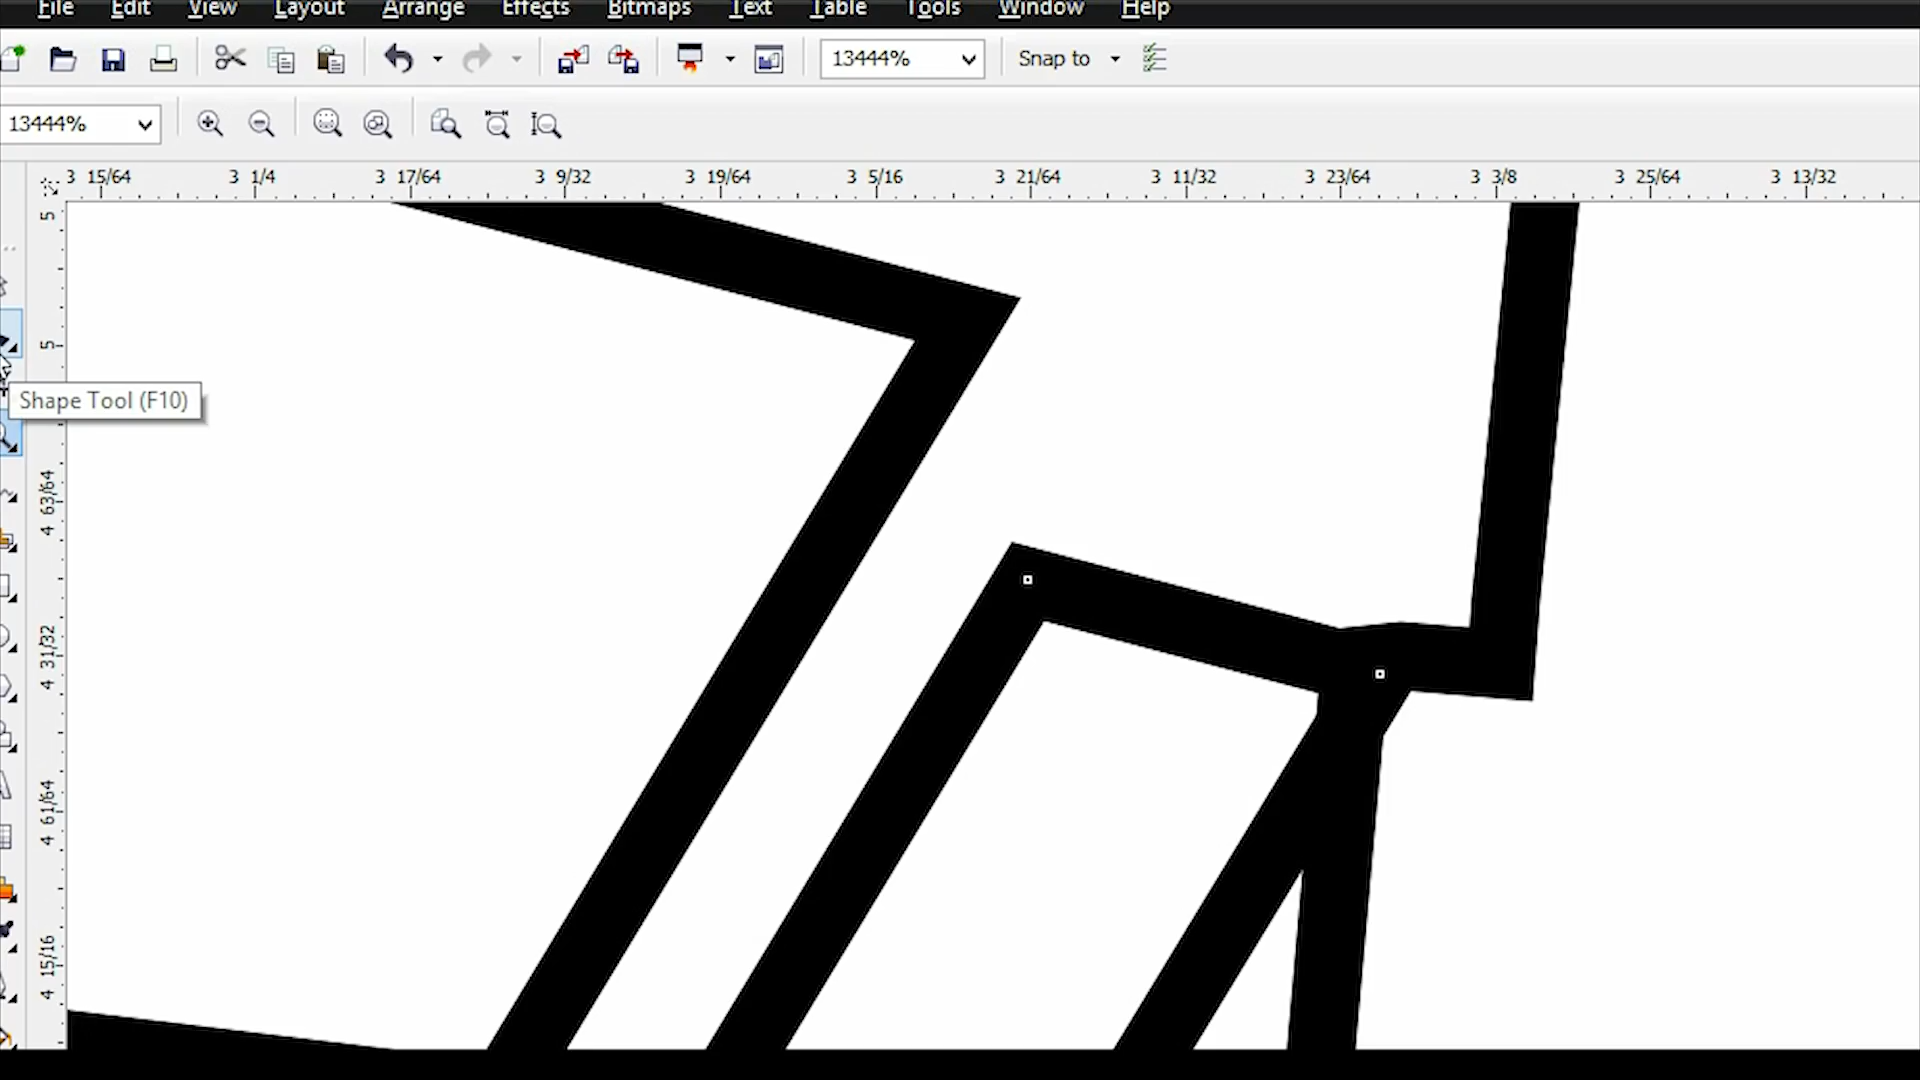 File Edit View Layout Arrange Effects Bitmaps Text Table Tools Window Help
13444% Snap to
13444%
3 15/64 3 1/4 3 17/64 3 9/32 3 19/64 3 5/16 3 21/64 3 11/32 3 23/64 3 3/8 3 25/64 3 13/32
5
5
Shape Tool (F10)
4 63/64
4 31/32
4 61/64
4 15/16